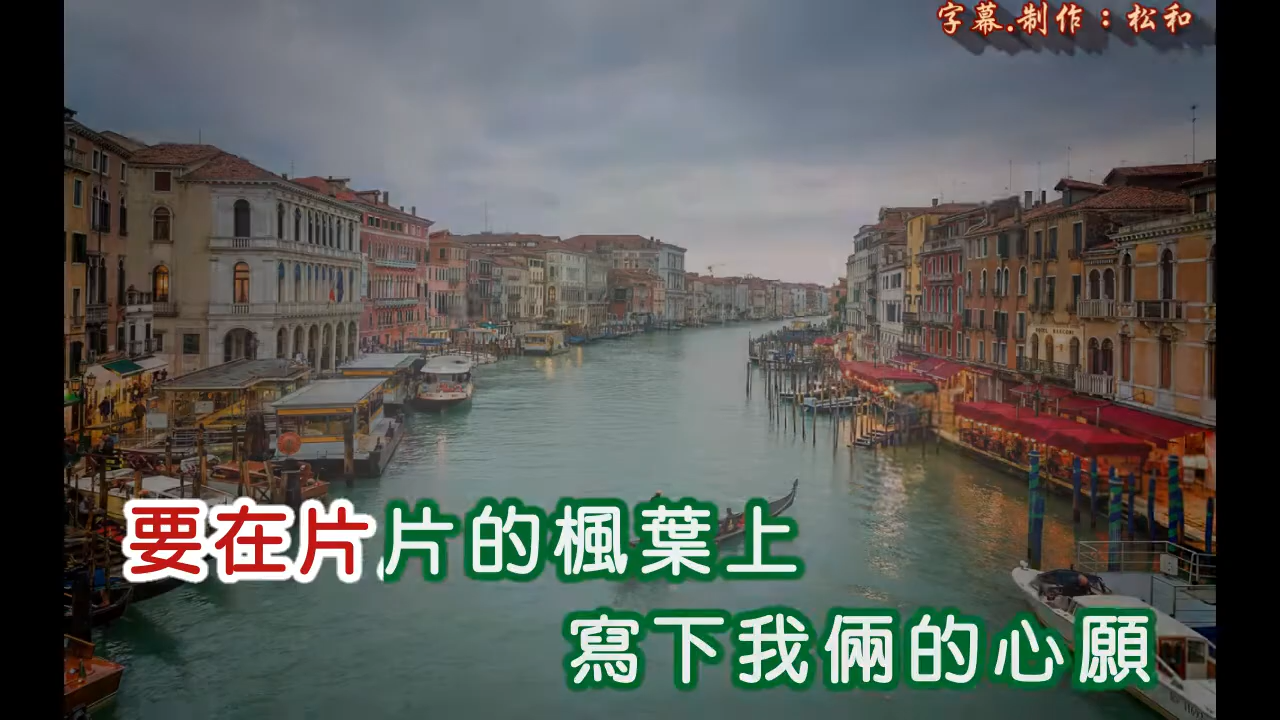 字幕.制作：松和
要在片片的楓葉上
寫下我倆的心願